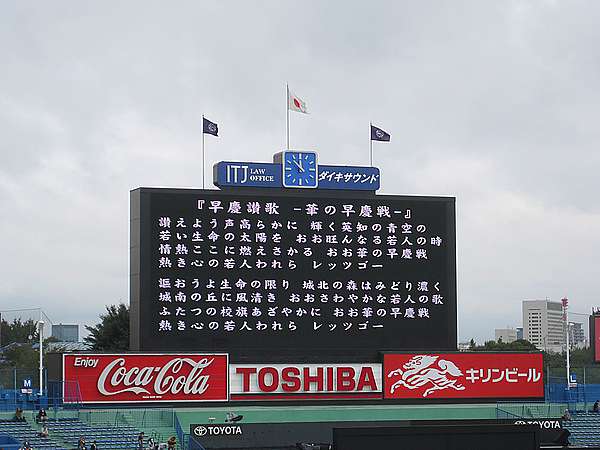 ITJ LAW OFFICE
ダイキサウンド
『早慶讃歌 －華の早慶戦－』
讃えよう声高らかに 輝く英知の青空の
若い生命の太陽を おお旺んなる若人の時
情熱ここに燃えさかる おお華の早慶戦
熱き心の若人われら レッツゴー
謳おうよ生命の限り 城北の森はみどり濃く
城南の丘に風清き おおさわやかな若人の歌
ふたつの校旗あざやかに おお華の早慶戦
熱き心の若人われら レッツゴー
Enjoy
Coca-Cola
TOSHIBA
キリンビール
M
TOYOTA
TOYOTA